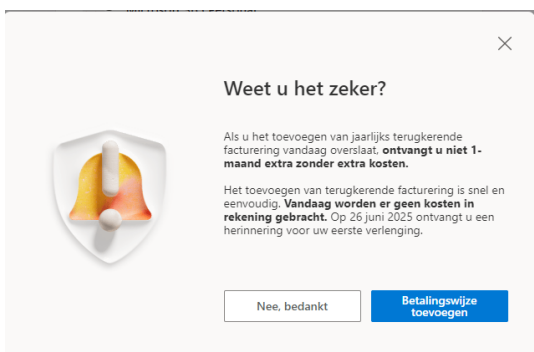 Weet u het zeker?
Als u het toevoegen van jaarlijks terugkerende
facturering vandaag overslaat, ontvangt u niet 1-
maand extra zonder extra kosten.
Het toevoegen van terugkerende facturering is snel en
eenvoudig. Vandaag worden er geen kosten in
rekening gebracht. Op 26 juni 2025 ontvangt u een
herinnering voor uw eerste verlenging.
Nee, bedankt
Betalingswijze
toevoegen